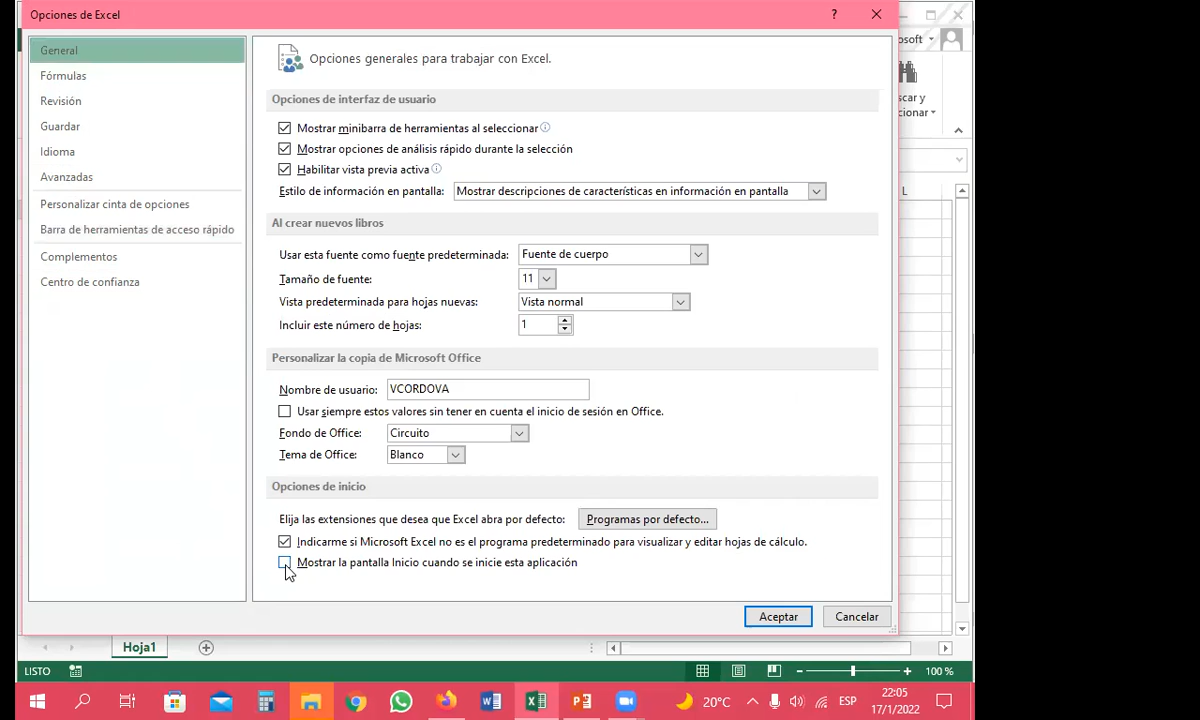 Opciones de Excel
?
General
Fórmulas
Revisión
Guardar
Idioma
Avanzadas
Personalizar cinta de opciones
Barra de herramientas de acceso rápido
Complementos
Centro de confianza
Opciones generales para trabajar con Excel.
Opciones de interfaz de usuario
Mostrar minibarra de herramientas al seleccionar
Mostrar opciones de análisis rápido durante la selección
Habilitar vista previa activa
Estilo de información en pantalla: Mostrar descripciones de características en información en pantalla
Al crear nuevos libros
Usar esta fuente como fuente predeterminada: Fuente de cuerpo
Tamaño de fuente: 11
Vista predeterminada para hojas nuevas: Vista normal
Incluir este número de hojas: 1
Personalizar la copia de Microsoft Office
Nombre de usuario: VCORDOVA
Usar siempre estos valores sin tener en cuenta el inicio de sesión en Office.
Fondo de Office: Circuito
Tema de Office: Blanco
Opciones de inicio
Elija las extensiones que desea que Excel abra por defecto: Programas por defecto...
Indicarme si Microsoft Excel no es el programa predeterminado para visualizar y editar hojas de cálculo.
Mostrar la pantalla Inicio cuando se inicie esta aplicación
Aceptar Cancelar
osoft
scar y
cionar
L
Hoja1
LISTO
100 %
20°C
ESP
22:05
17/1/2022